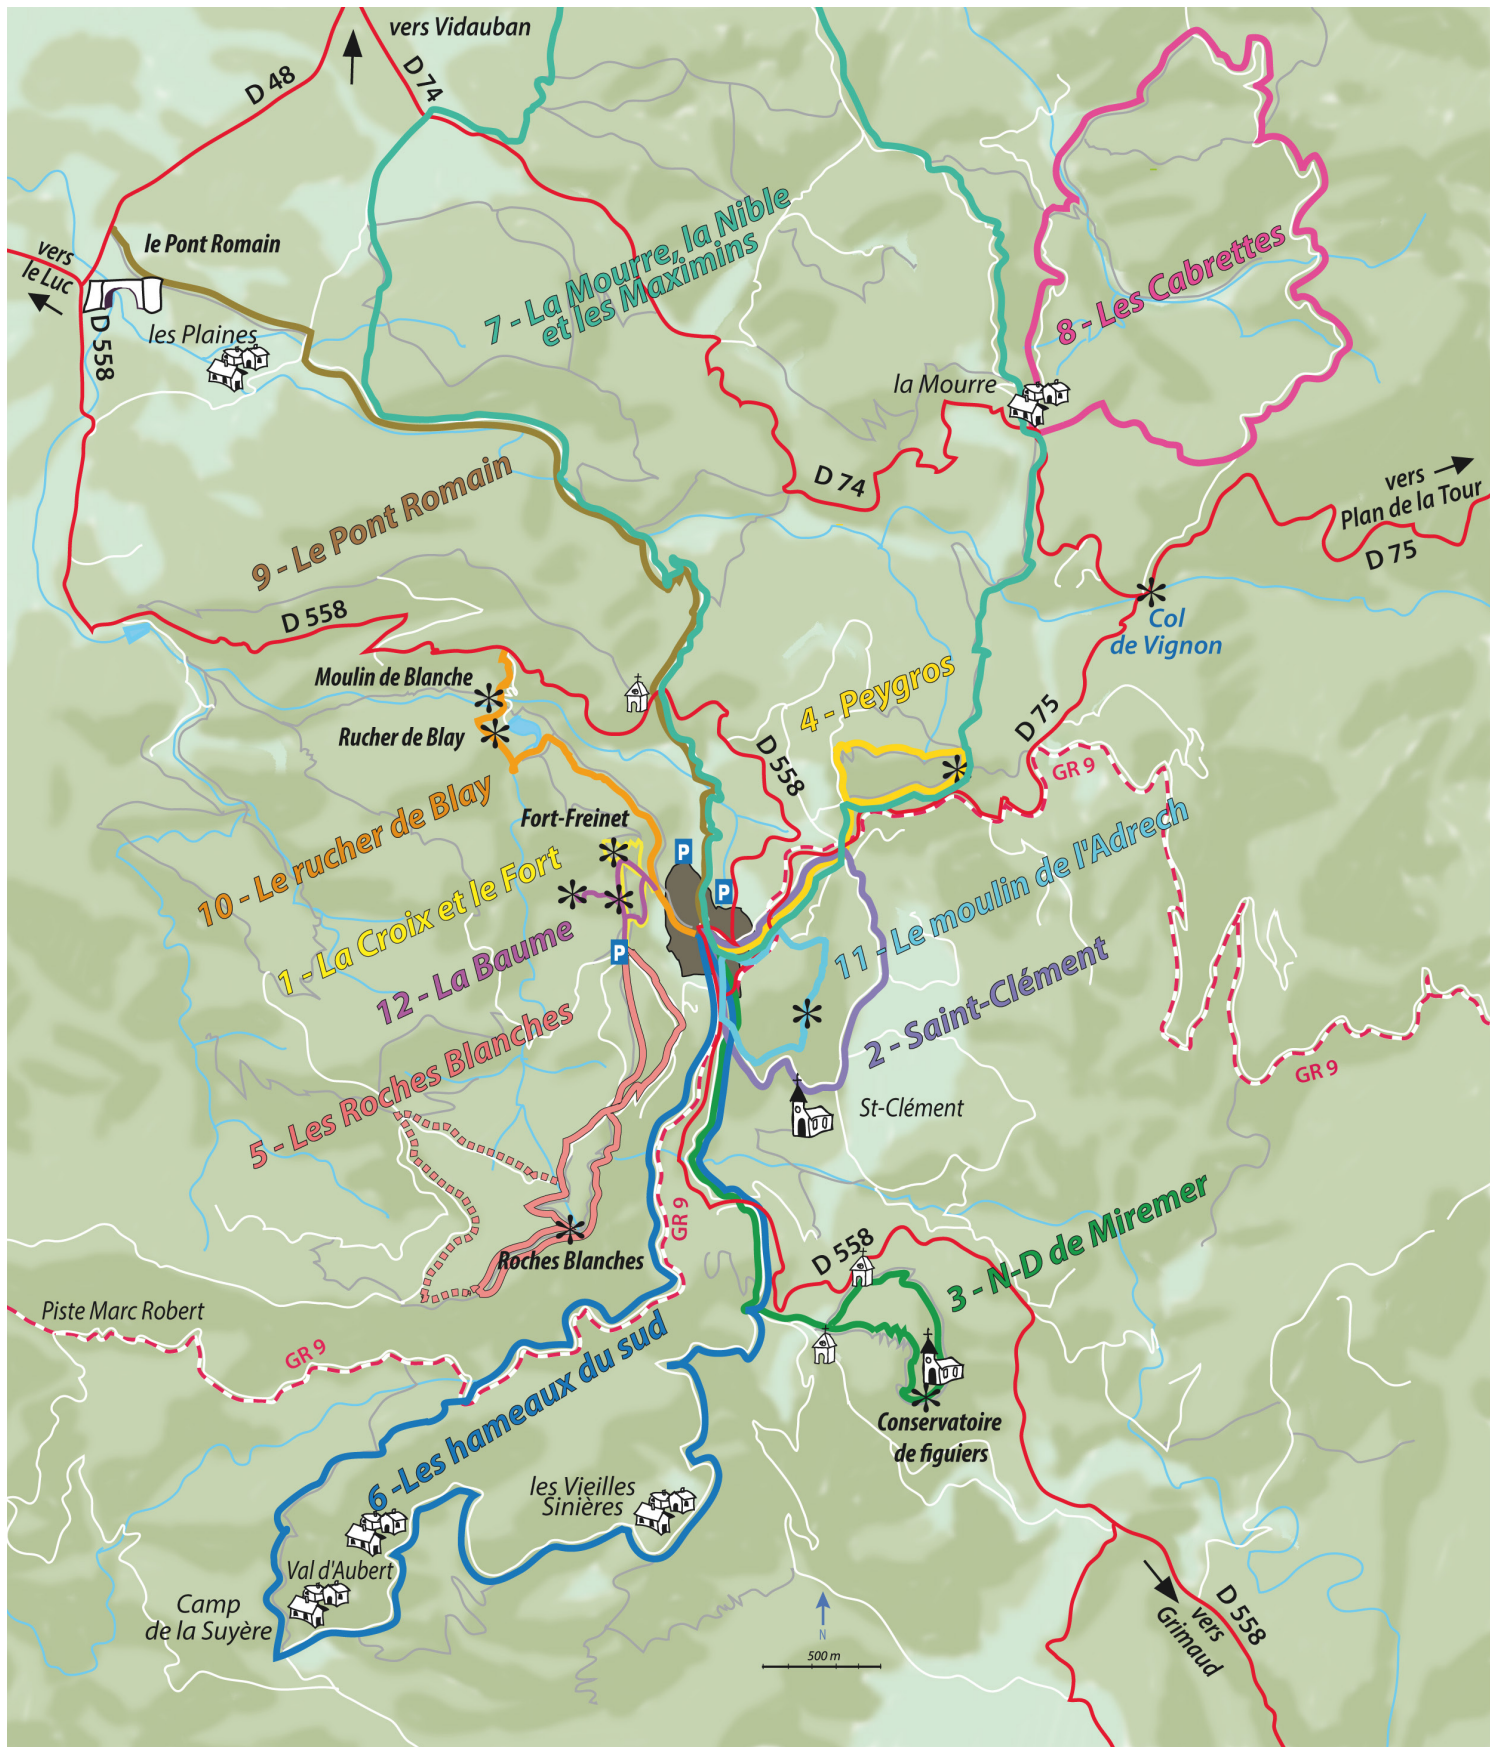 vers Vidauban
D 48
D 74
vers
le Luc
le Pont Romain
D 558
les Plaines
7 - La Mourre, la Nible
et les Maximins
8 - Les Cabrettes
la Mourre
D 74
vers
Plan de la Tour
D 75
9 - Le Pont Romain
D 558
Col
de Vignon
Moulin de Blanche
Rucher de Blay
4 - Peygros
D 75
D 558
GR 9
10 - Le rucher de Blay
Fort-Freinet
P
P
P
1 - La Croix et le Fort
12 - La Baume
11 - Le moulin de l'Adrech
2 - Saint-Clément
5 - Les Roches Blanches
GR 9
St-Clément
GR 9
Roches Blanches
D 558
3 - N-D de Miremer
Piste Marc Robert
GR 9
6 -Les hameaux du sud
Conservatoire
de figuiers
les Vieilles
Sinières
Val d'Aubert
Camp
de la Suyère
N
500 m
vers
Grimaud
D 558